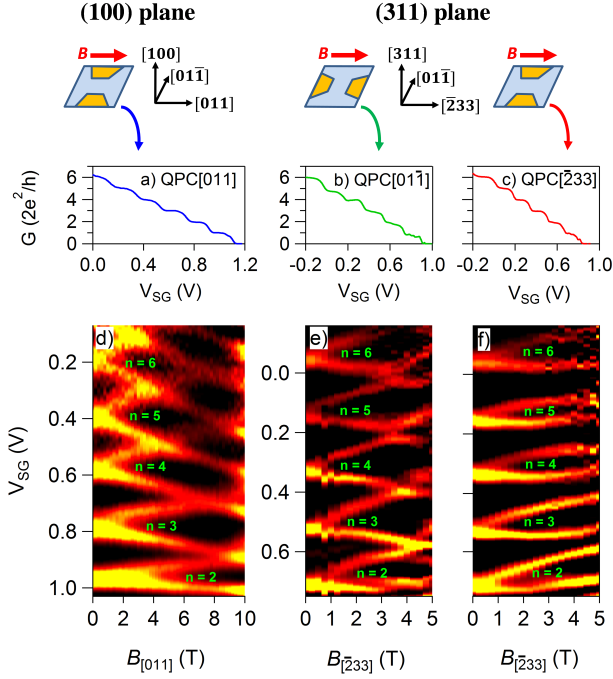 (100) plane
(311) plane
B
[100]
[011̅]
[011]
B
[311]
[011̅]
[2̅33]
B
G (2e²/h)
6
4
2
0
a) QPC[011]
0.0 0.4 0.8 1.2
V_SG (V)
6
4
2
0
b) QPC[011̅]
-0.2 0.2 0.6 1.0
V_SG (V)
6
4
2
0
c) QPC[2̅33]
-0.2 0.2 0.6 1.0
V_SG (V)
V_SG (V)
0.2
0.4
0.6
0.8
1.0
d)
n = 6
n = 5
n = 4
n = 3
n = 2
0 2 4 6 8 10
B[011] (T)
0.0
0.2
0.4
0.6
e)
n = 6
n = 5
n = 4
n = 3
n = 2
0 1 2 3 4 5
B[2̅33] (T)
f)
n = 6
n = 5
n = 4
n = 3
n = 2
0 1 2 3 4 5
B[2̅33] (T)